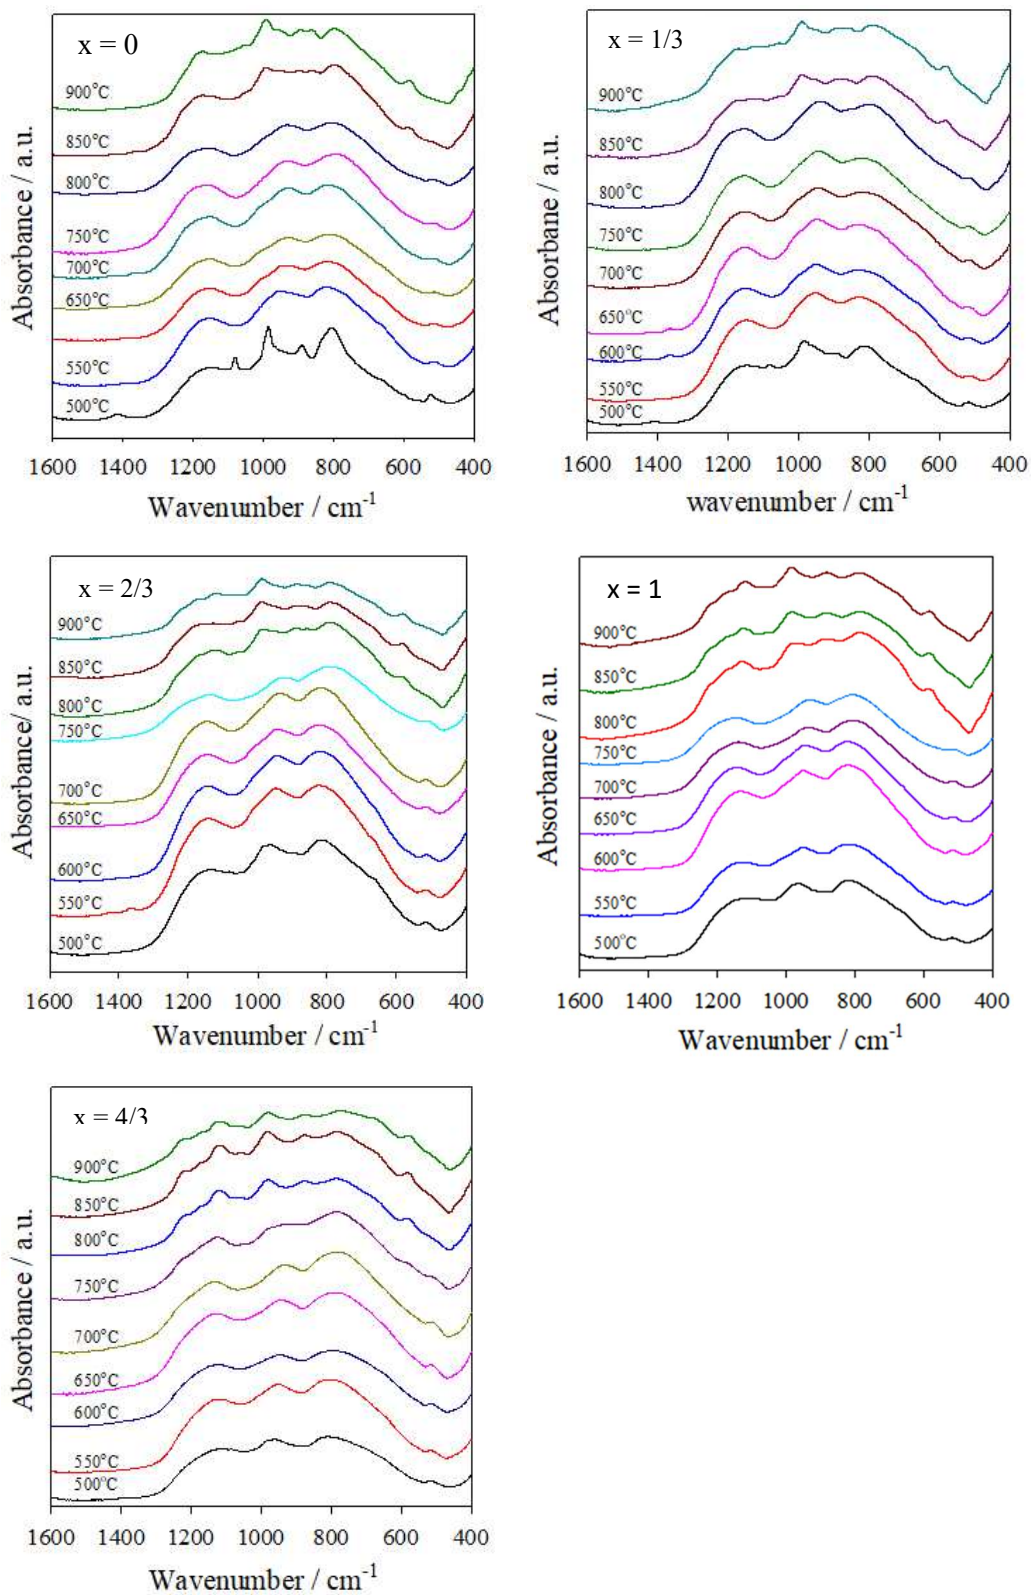 x = 0
900°C
850°C
800°C
750°C
700°C
650°C
550°C
500°C
Absorbance / a.u.
1600 1400 1200 1000 800 600 400
Wavenumber / cm-1
x = 1/3
900°C
850°C
800°C
750°C
700°C
650°C
600°C
550°C
500°C
Absorbane / a.u.
1600 1400 1200 1000 800 600 400
wavenumber / cm-1
x = 2/3
900°C
850°C
800°C
750°C
700°C
650°C
600°C
550°C
500°C
Absorbance/ a.u.
1600 1400 1200 1000 800 600 400
Wavenumber / cm-1
x = 1
900°C
850°C
800°C
750°C
700°C
650°C
600°C
550°C
500°C
Absorbance / a.u.
1600 1400 1200 1000 800 600 400
Wavenumber / cm-1
x = 4/3
900°C
850°C
800°C
750°C
700°C
650°C
600°C
550°C
500°C
Absorbance / a.u.
1600 1400 1200 1000 800 600 400
Wavenumber / cm-1